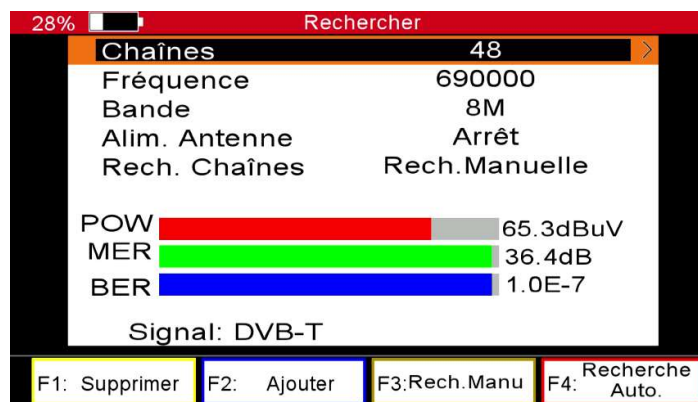 28% Rechercher
Chaînes 48 >
Fréquence 690000
Bande 8M
Alim. Antenne Arrêt
Rech. Chaînes Rech.Manuelle
POW 65.3dBuV
MER 36.4dB
BER 1.0E-7
Signal: DVB-T
F1: Supprimer F2: Ajouter F3:Rech.Manu F4: Recherche
Auto.